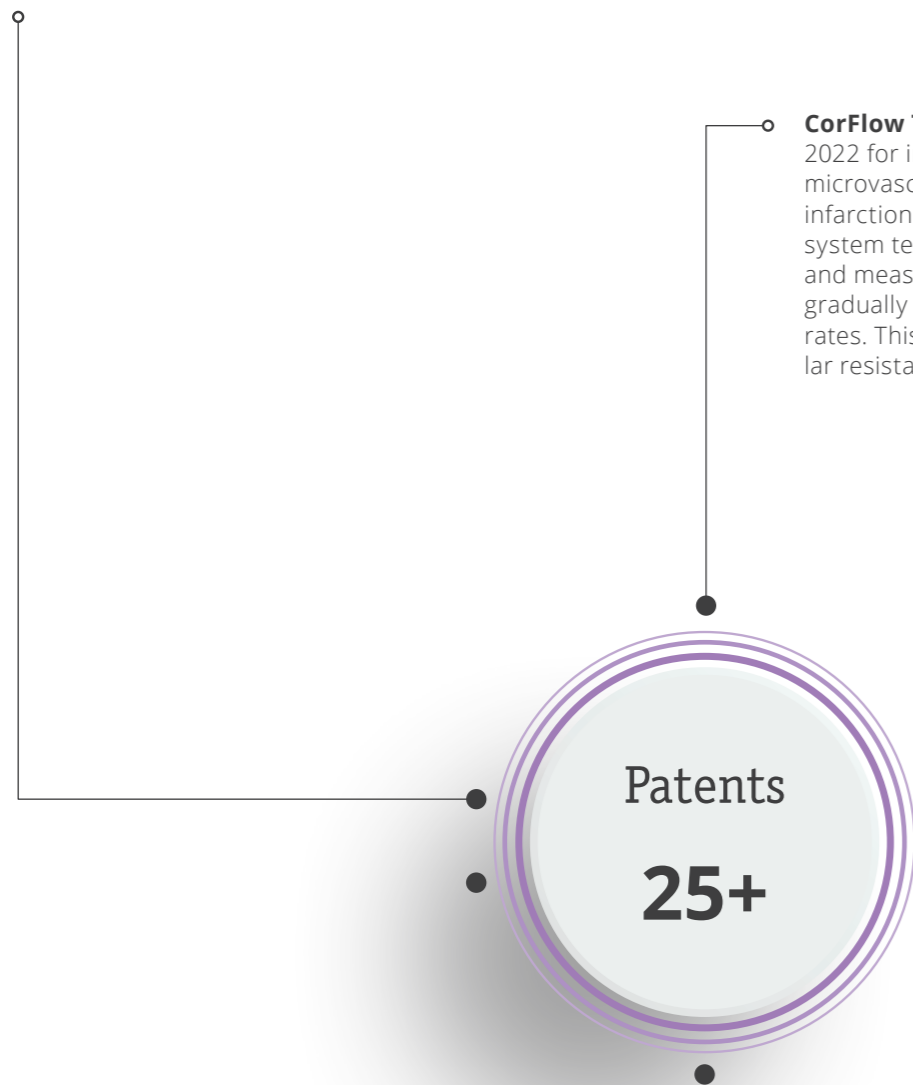 CorFlow
2022 for
microvasc
infarction
system te
and meas
gradually
rates. This
lar resista
Patents
25+